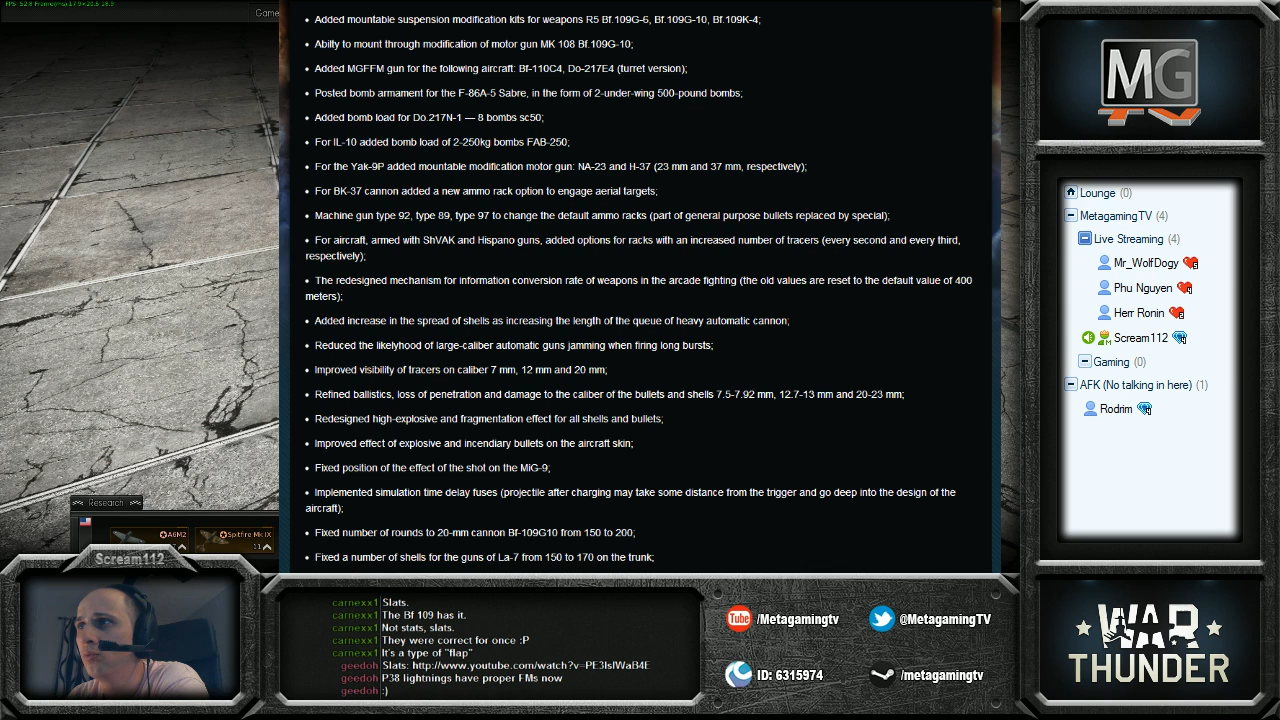 FPS: 52.8
Game
• Added mountable suspension modification kits for weapons R5 Bf.109G-6, Bf.109G-10, Bf.109K-4;
• Abilty to mount through modification of motor gun MK 108 Bf.109G-10;
• Added MGFFM gun for the following aircraft: Bf-110C4, Do-217E4 (turret version);
• Posted bomb armament for the F-86A-5 Sabre, in the form of 2-under-wing 500-pound bombs;
• Added bomb load for Do217N-1 — 8 bombs sc50;
• For IL-10 added bomb load of 2-250kg bombs FAB-250;
• For the Yak-9P added mountable modification motor gun: NA-23 and H-37 (23 mm and 37 mm, respectively);
• For BK-37 cannon added a new ammo rack option to engage aerial targets;
• Machine gun type 92, type 89, type 97 to change the default ammo racks (part of general purpose bullets replaced by special);
• For aircraft, armed with ShVAK and Hispano guns, added options for racks with an increased number of tracers (every second and every third,
respectively);
• The redesigned mechanism for information conversion rate of weapons in the arcade fighting (the old values are reset to the default value of 400
meters);
• Added increase in the spread of shells as increasing the length of the queue of heavy automatic cannon;
• Reduced the likelyhood of large-caliber automatic guns jamming when firing long bursts;
• Improved visibility of tracers on caliber 7 mm, 12 mm and 20 mm;
• Refined ballistics, loss of penetration and damage to the caliber of the bullets and shells 7.5-7.92 mm, 12.7-13 mm and 20-23 mm;
• Redesigned high-explosive and fragmentation effect for all shells and bullets;
• Improved effect of explosive and incendiary bullets on the aircraft skin;
• Fixed position of the effect of the shot on the MiG-9;
• Implemented simulation time delay fuses (projectile after charging may take some distance from the trigger and go deep into the design of the
aircraft);
• Fixed number of rounds to 20-mm cannon Bf-109G10 from 150 to 200;
• Fixed a number of shells for the guns of La-7 from 150 to 170 on the trunk;
Research
A6M2
Spitfire Mk IX
11
Scream112
carnexx1 Slats.
carnexx1 The Bf 109 has it.
carnexx1 Not stats, slats.
carnexx1 They were correct for once :P
carnexx1 It's a type of "flap"
geedoh Slats: http://www.youtube.com/watch?v=PE3IsIWaB4E
geedoh P38 lightnings have proper FMs now
geedoh :)
You Tube /Metagamingtv
@MetagamingTV
ID: 6315974
/metagamingtv
MG
TV
Lounge (0)
MetagamingTV (4)
Live Streaming (4)
Mr_WolfDogy
Phu Nguyen
Herr Ronin
Scream112
Gaming (0)
AFK (No talking in here) (1)
Rodrim
WAR
THUNDER